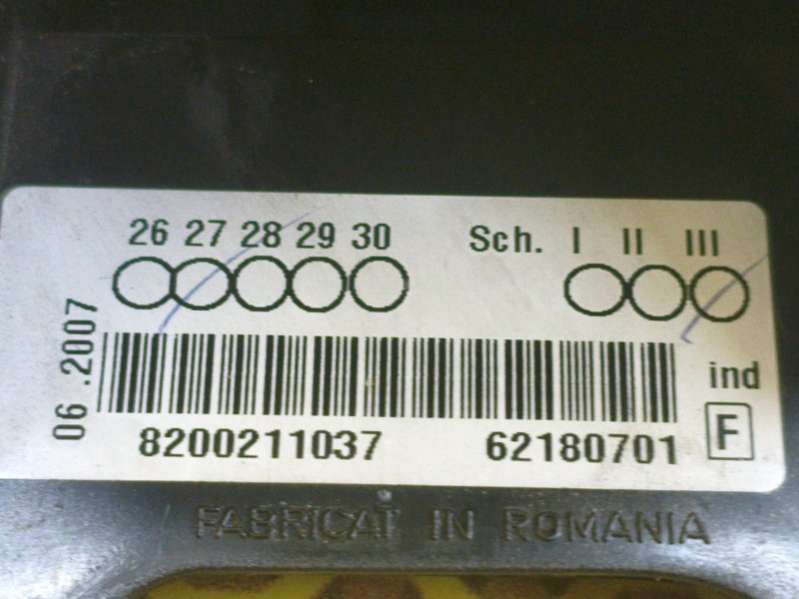 26 27 28 29 30 Sch. I II III
06.2007
ind
8200211037 62180701 F
FABRICAT IN ROMANIA